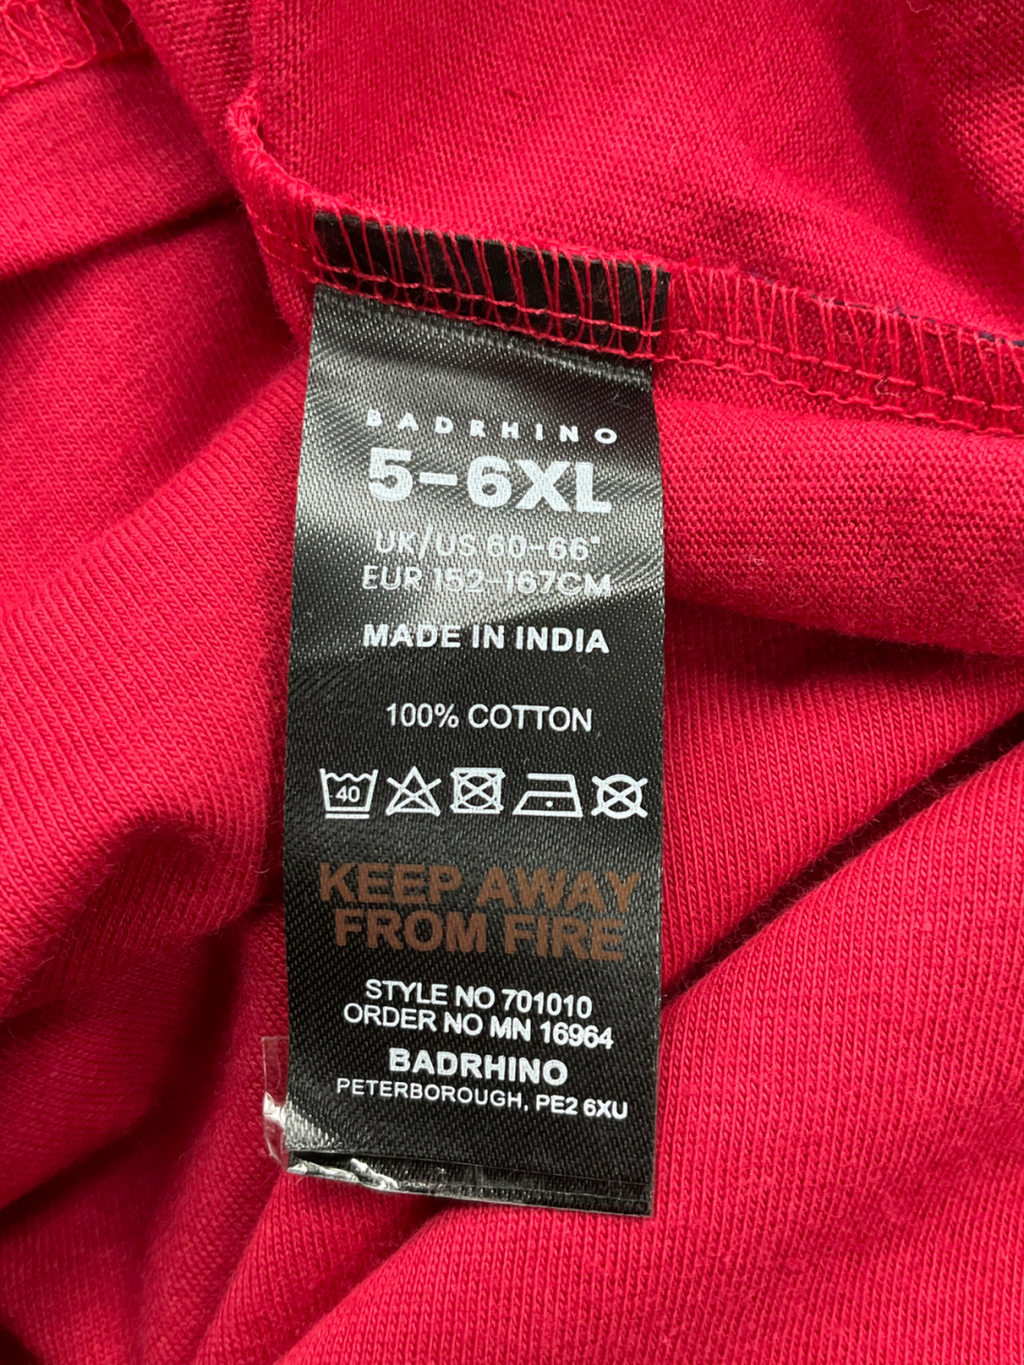 BADRHINO
5-6XL
UK/US 60-66"
EUR 152-167CM
MADE IN INDIA
100% COTTON
40
KEEP AWAY
FROM FIRE
STYLE NO 701010
ORDER NO MN 16964
BADRHINO
PETERBOROUGH, PE2 6XU